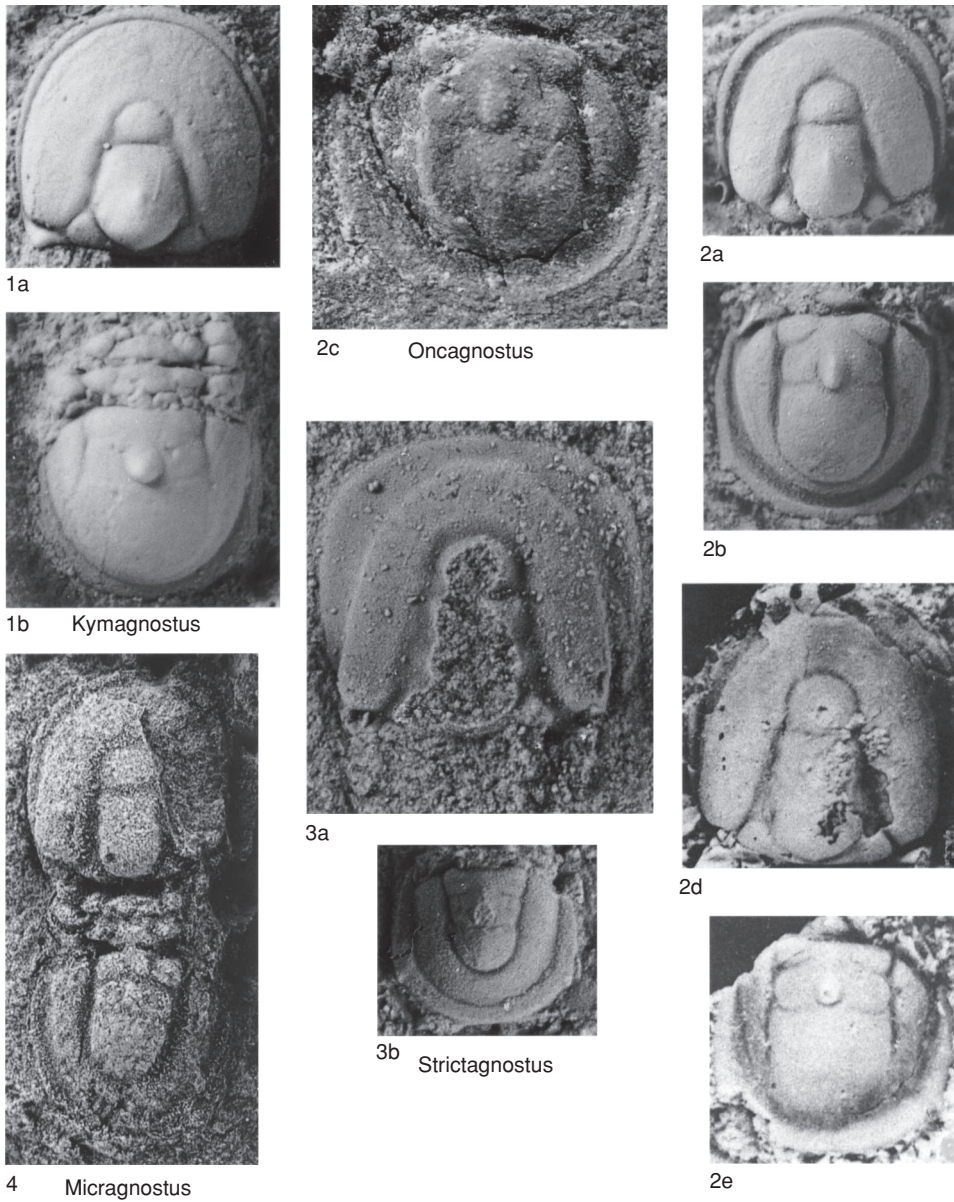 1a
2c Oncagnostus
2a
1b Kymagnostus
2b
3a
2d
3b Strictagnostus
4 Micragnostus
2e